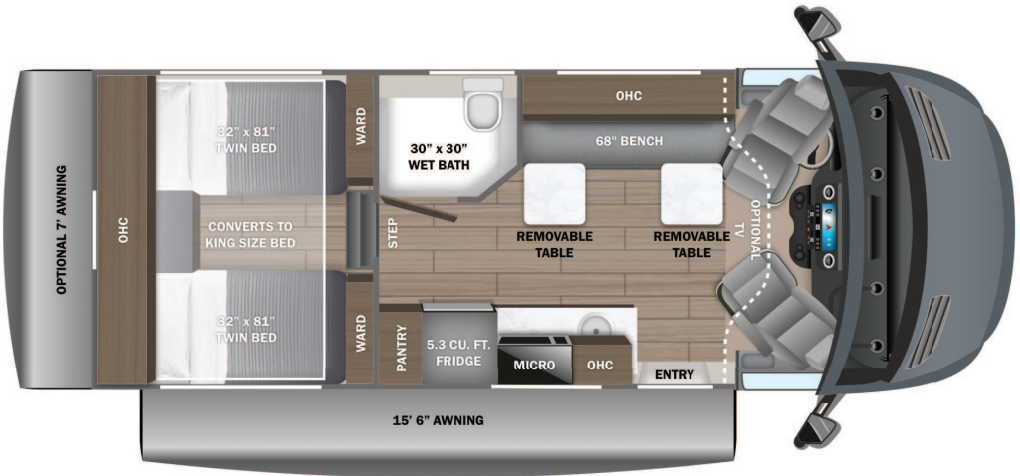 OPTIONAL 7' AWNING
OHC
32" x 81"
TWIN BED
WARD
CONVERTS TO
KING SIZE BED
32" x 81"
TWIN BED
WARD
STEP
30" x 30"
WET BATH
OHC
68" BENCH
REMOVABLE
TABLE
REMOVABLE
TABLE
OPTIONAL
TV
PANTRY
5.3 CU. FT.
FRIDGE
MICRO
OHC
ENTRY
15' 6" AWNING